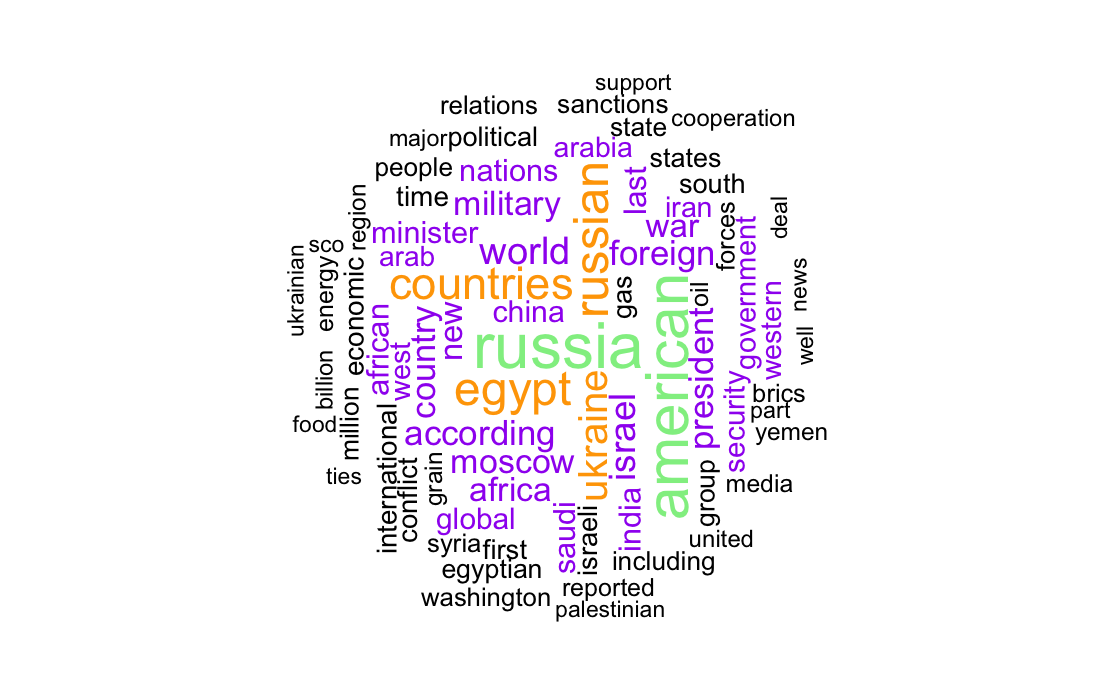 support
relations
sanctions
cooperation
state
major
political
arabia
states
people
nations
last
south
time
military
iran
region
minister
war
forces
deal
russian
sco
arab
world
foreign
government
ukrainian
energy
economic
countries
gas
american
oil
western
news
african
west
country
new
china
russia
president
well
billion
million
egypt
ukraine
israel
security
brics
part
food
according
yemen
international
conflict
grain
moscow
ties
africa
india
group
media
global
saudi
israeli
united
syria
first
egyptian
including
washington
reported
palestinian